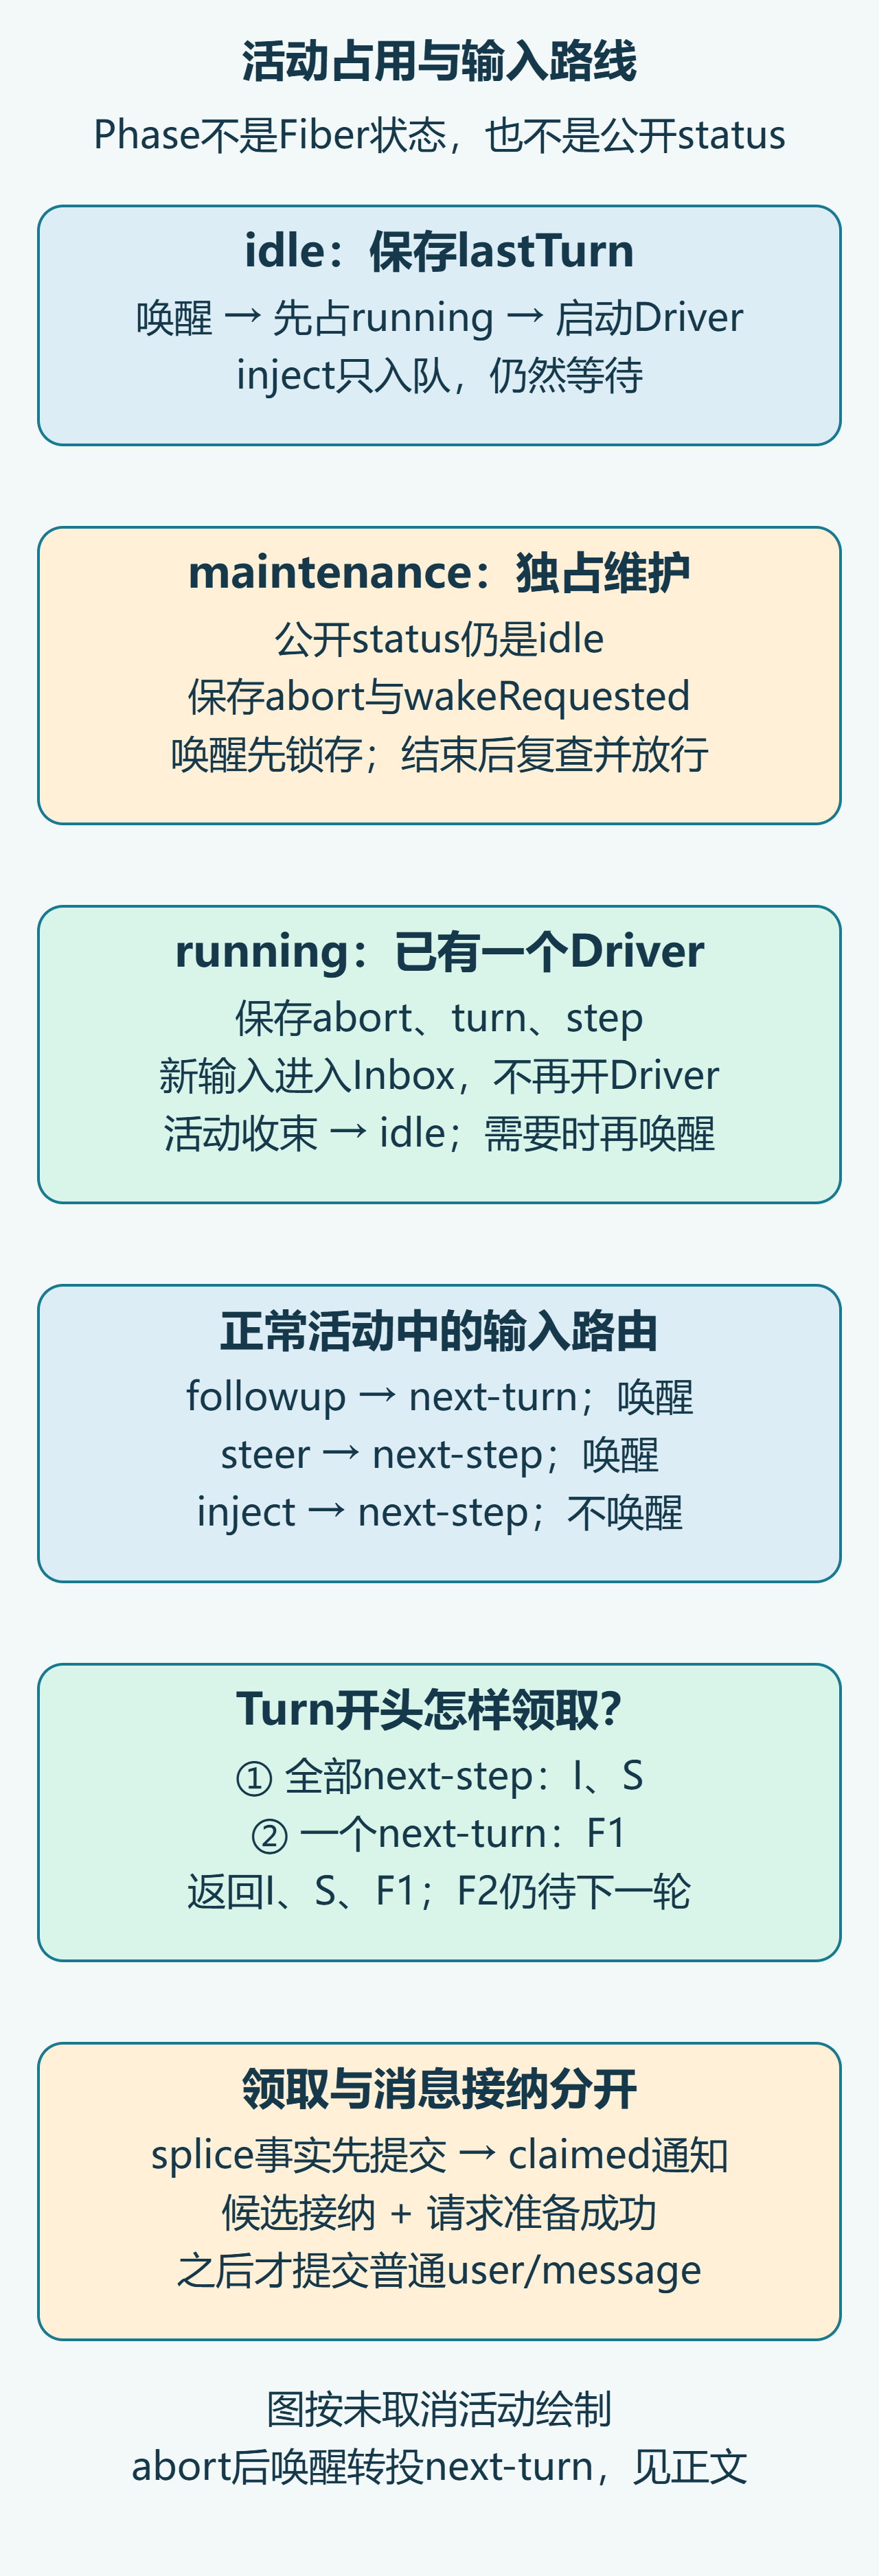 活动占用与输入路线
Phase不是Fiber状态，也不是公开status
idle：保存lastTurn
唤醒 → 先占running → 启动Driver
inject只入队，仍然等待
maintenance：独占维护
公开status仍是idle
保存abort与wakeRequested
唤醒先锁存；结束后复查并放行
running：已有一个Driver
保存abort、turn、step
新输入进入Inbox，不再开Driver
活动收束 → idle；需要时再唤醒
正常活动中的输入路由
followup → next-turn；唤醒
steer → next-step；唤醒
inject → next-step；不唤醒
Turn开头怎样领取？
① 全部next-step：I、S
② 一个next-turn：F1
返回I、S、F1；F2仍待下一轮
领取与消息接纳分开
splice事实先提交 → claimed通知
候选接纳 + 请求准备成功
之后才提交普通user/message
图按未取消活动绘制
abort后唤醒转投next-turn，见正文